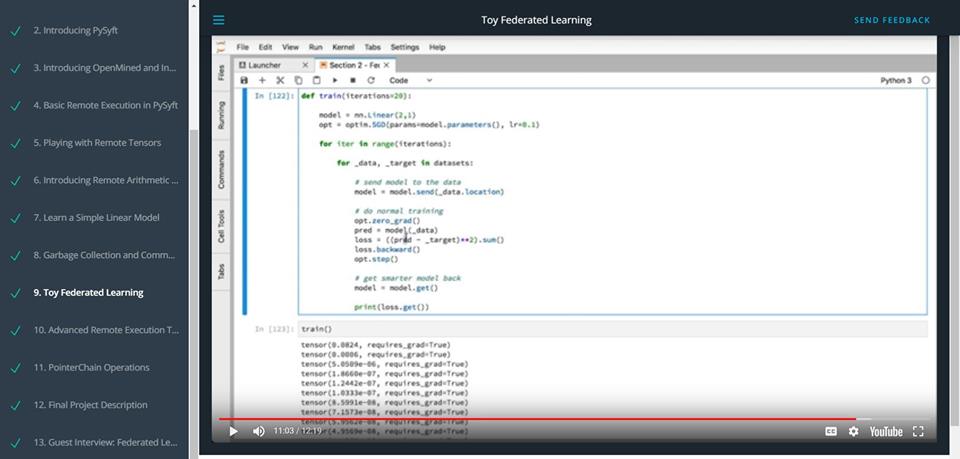 2. Introducing PySyft
3. Introducing OpenMined and In...
4. Basic Remote Execution in PySyft
5. Playing with Remote Tensors
6. Introducing Remote Arithmetic ...
7. Learn a Simple Linear Model
8. Garbage Collection and Comm...
9. Toy Federated Learning
10. Advanced Remote Execution T...
11. PointerChain Operations
12. Final Project Description
13. Guest Interview: Federated Le...
Toy Federated Learning
SEND FEEDBACK
File Edit View Run Kernel Tabs Settings Help
Launcher
Section 2 - Fe
Code
Python 3
Files
Running
Commands
Cell Tools
Tabs
In [122]: def train(iterations=20):
model = nn.Linear(2,1)
opt = optim.SGD(params=model.parameters(), lr=0.1)
for iter in range(iterations):
for _data, _target in datasets:
# send model to the data
model = model.send(_data.location)
# do normal training
opt.zero_grad()
pred = model(_data)
loss = ((pred - _target)**2).sum()
loss.backward()
opt.step()
# get smarter model back
model = model.get()
print(loss.get())
In [123]: train()
tensor(0.0824, requires_grad=True)
tensor(0.0006, requires_grad=True)
tensor(5.0509e-06, requires_grad=True)
tensor(1.8660e-07, requires_grad=True)
tensor(1.2442e-07, requires_grad=True)
tensor(1.0333e-07, requires_grad=True)
tensor(8.5991e-08, requires_grad=True)
tensor(7.1573e-08, requires_grad=True)
requires_grad=True)
requires_grad=True)
11:03 / 12:19
YouTube